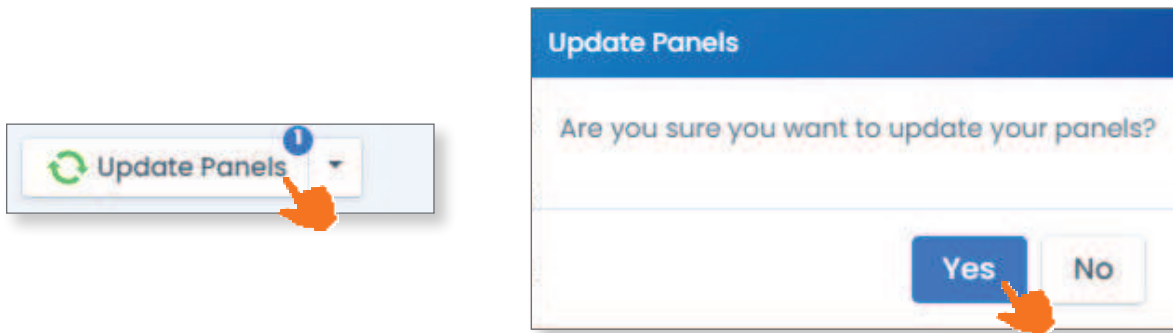 1
Update Panels
Update Panels
Are you sure you want to update your panels?
Yes No